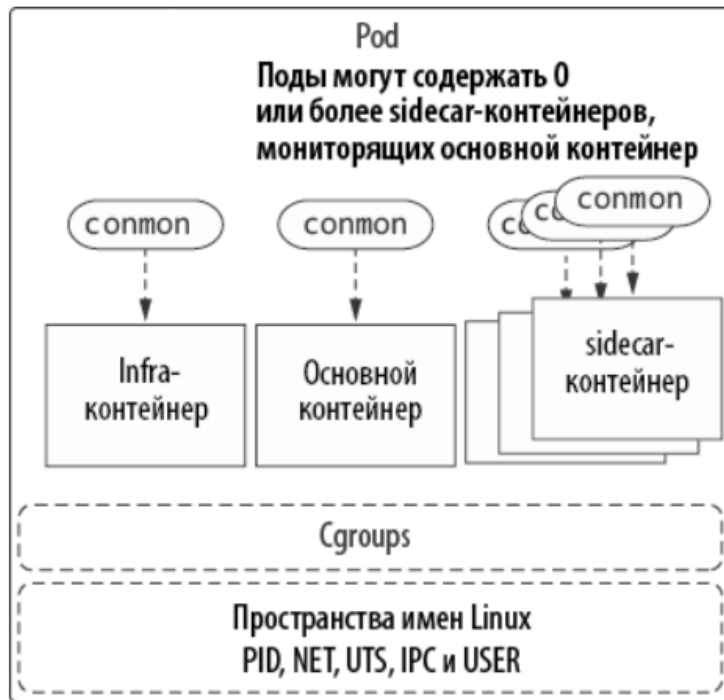 Pod
Поды могут содержать 0
или более sidecar-контейнеров,
мониторящих основной контейнер
conmon
conmon
conmon
Infra-
контейнер
Основной
контейнер
sidecar-
контейнер
Cgroups
Пространства имен Linux
PID, NET, UTS, IPC и USER